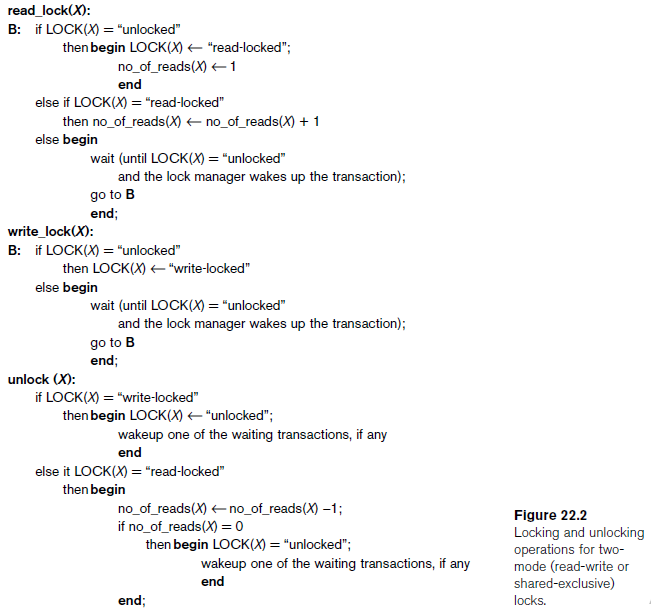 read_lock(X):
B: if LOCK(X) = “unlocked”
then begin LOCK(X) ← “read-locked”;
no_of_reads(X) ← 1
end
else if LOCK(X) = “read-locked”
then no_of_reads(X) ← no_of_reads(X) + 1
else begin
wait (until LOCK(X) = “unlocked”
and the lock manager wakes up the transaction);
go to B
end;
write_lock(X):
B: if LOCK(X) = “unlocked”
then LOCK(X) ← “write-locked”
else begin
wait (until LOCK(X) = “unlocked”
and the lock manager wakes up the transaction);
go to B
end;
unlock (X):
if LOCK(X) = “write-locked”
then begin LOCK(X) ← “unlocked”;
wakeup one of the waiting transactions, if any
end
else it LOCK(X) = “read-locked”
then begin
no_of_reads(X) ← no_of_reads(X) −1;
if no_of_reads(X) = 0
then begin LOCK(X) = “unlocked”;
wakeup one of the waiting transactions, if any
end
end;
Figure 22.2
Locking and unlocking
operations for two-
mode (read-write or
shared-exclusive)
locks.